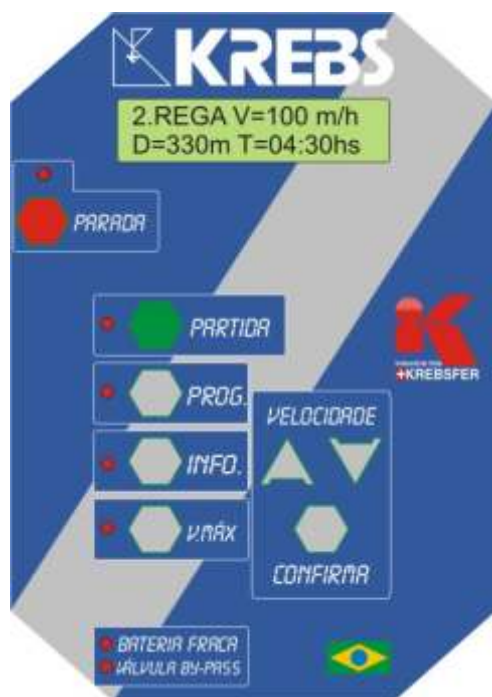 KREBS
2.REGA V=100 m/h
D=330m T=04:30hs
PARADA
PARTIDA
PROG.
INFO.
V.MÁX
VELOCIDADE
CONFIRMA
+KREBSFER
BATERIA FRACA
VÁLVULA BY-PASS